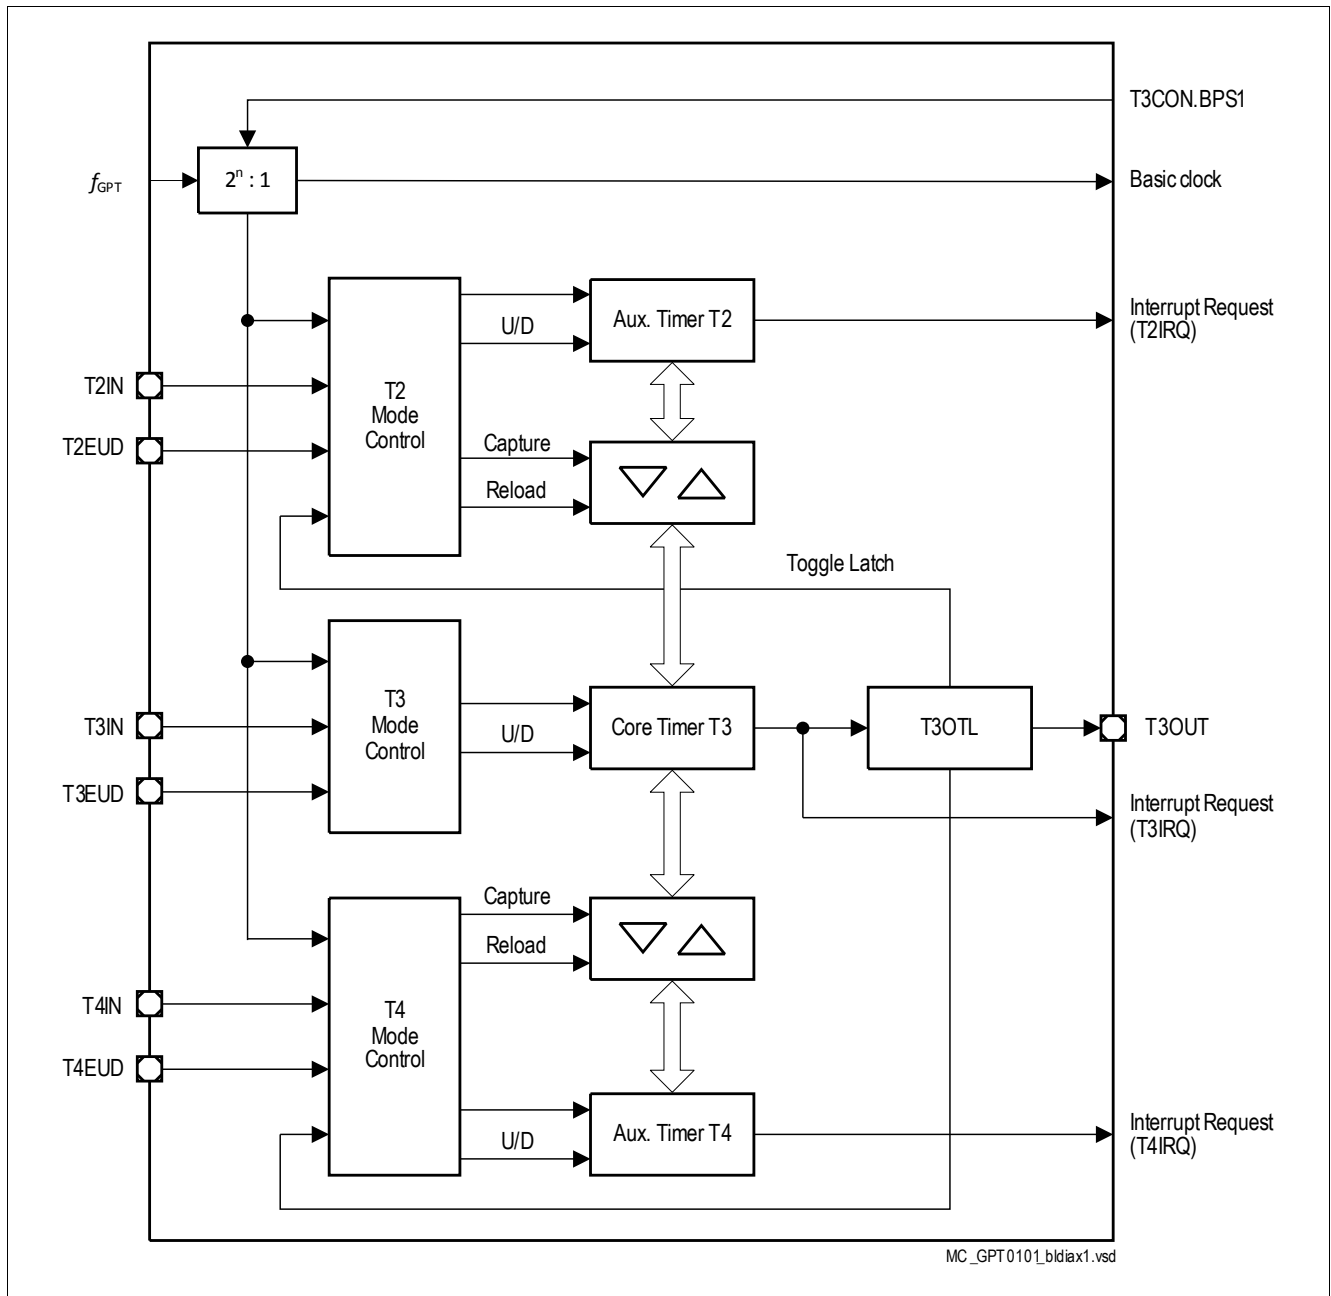 T3CON.BPS1
fGPT
2n : 1
Basic clock
Aux. Timer T2
Interrupt Request
(T2IRQ)
U/D
T2IN
T2
Mode
Control
T2EUD
Capture
Reload
Toggle Latch
T3
Mode
Control
T3IN
U/D
Core Timer T3
T3OTL
T3OUT
T3EUD
Interrupt Request
(T3IRQ)
Capture
Reload
T4IN
T4
Mode
Control
T4EUD
U/D
Aux. Timer T4
Interrupt Request
(T4IRQ)
MC_GPT0101_bldiax1.vsd